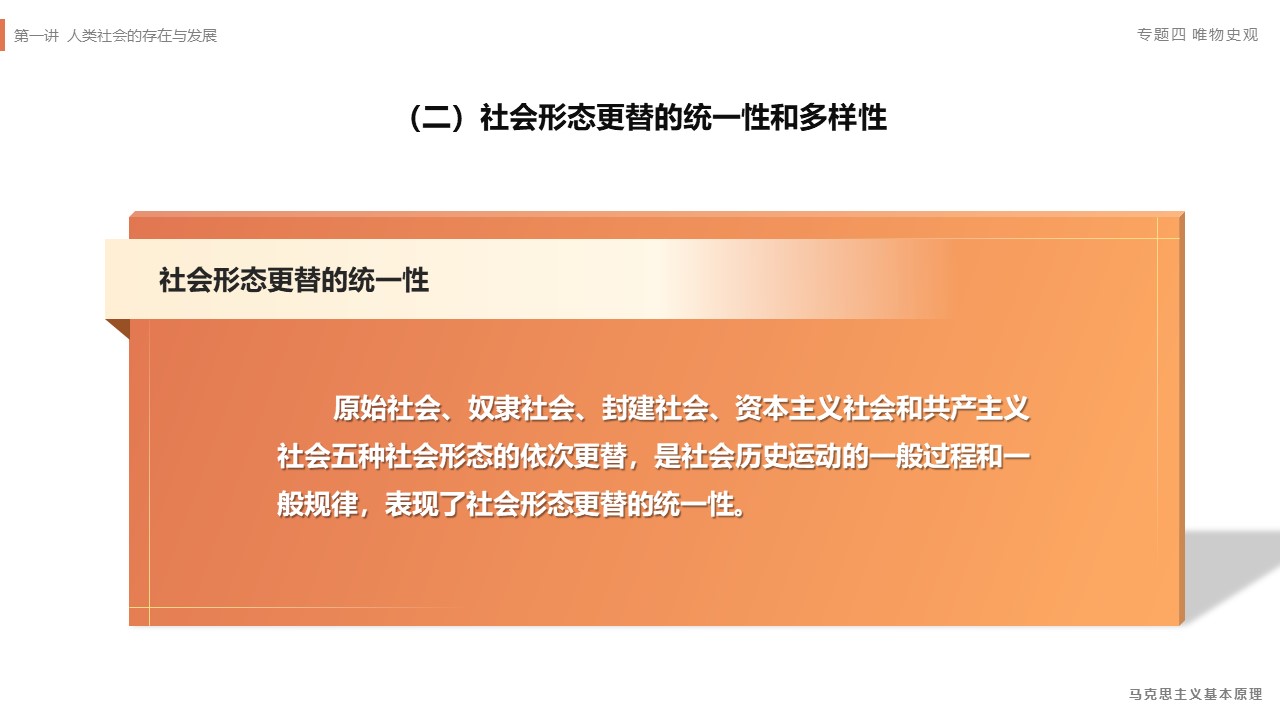 第一讲 人类社会的存在与发展
专题四 唯物史观
（二）社会形态更替的统一性和多样性
社会形态更替的统一性
原始社会、奴隶社会、封建社会、资本主义社会和共产主义
社会五种社会形态的依次更替，是社会历史运动的一般过程和一
般规律，表现了社会形态更替的统一性。
马克思主义基本原理